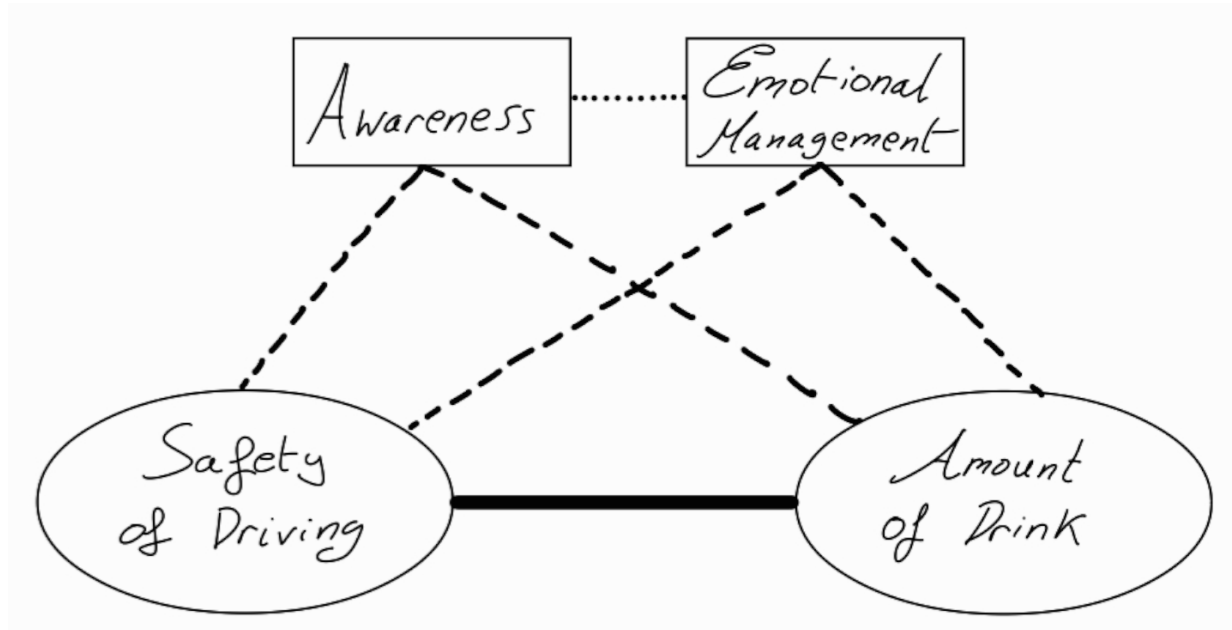 Awareness
Emotional
Management
Safety
of Driving
Amount
of Drink